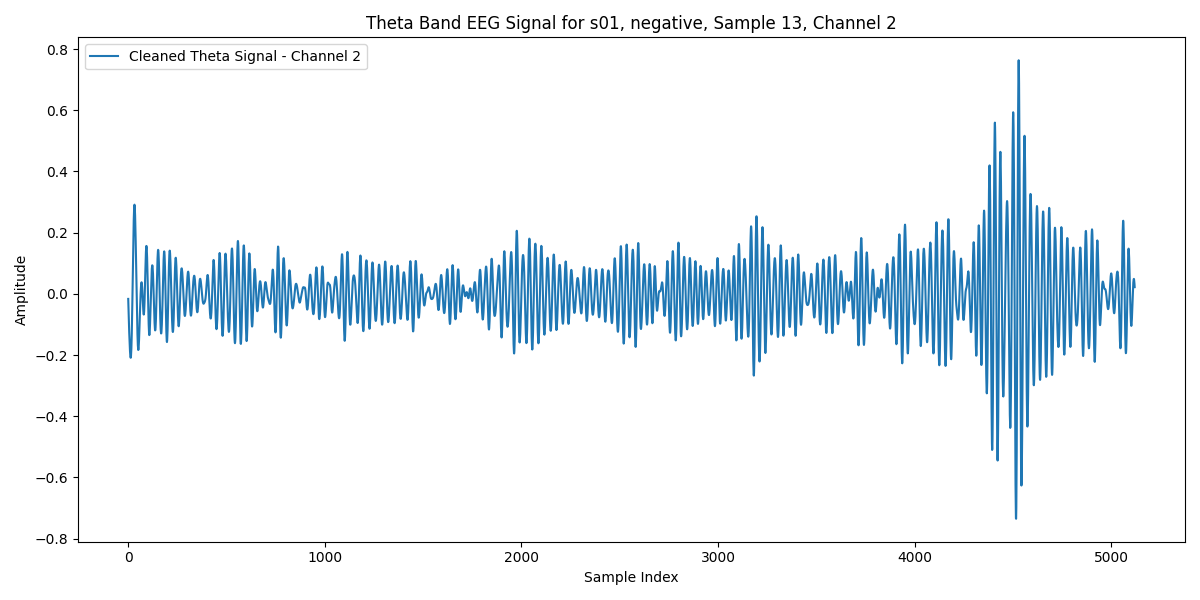 Theta Band EEG Signal for s01, negative, Sample 13, Channel 2
Cleaned Theta Signal - Channel 2
0.8
0.6
0.4
0.2
0.0
−0.2
−0.4
−0.6
−0.8
Amplitude
0 1000 2000 3000 4000 5000
Sample Index